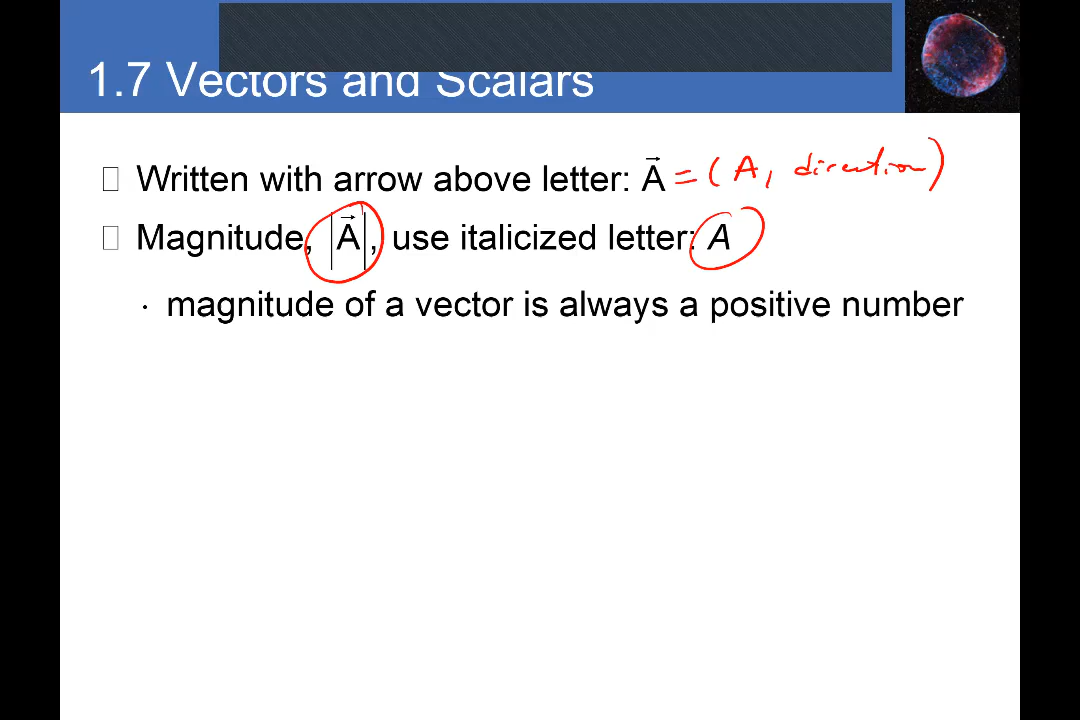 1.7 Vectors and Scalars
Written with arrow above letter: A⃗ = (A, direction)
Magnitude, |A⃗|, use italicized letter: A
· magnitude of a vector is always a positive number